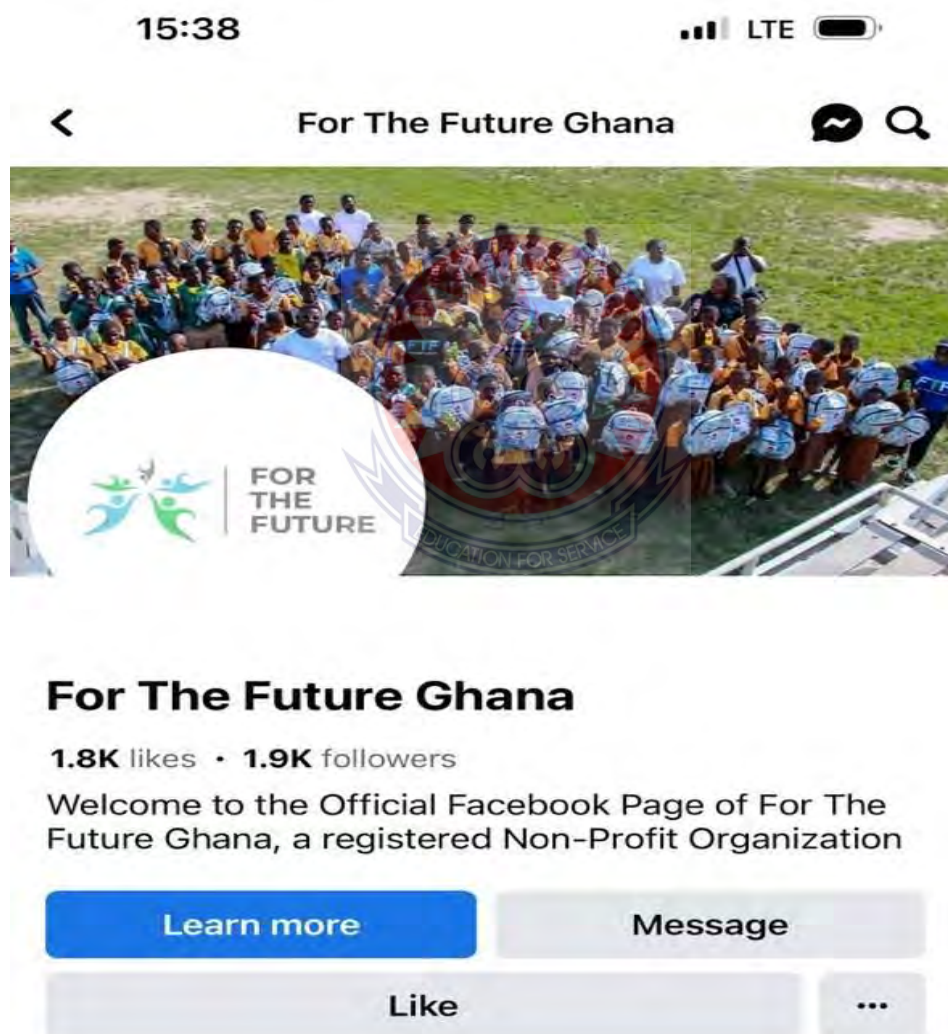 15:38
LTE
For The Future Ghana
FTF
FTF
FOR
THE
FUTURE
EDUCATION FOR SERVICE
For The Future Ghana
1.8K likes • 1.9K followers
Welcome to the Official Facebook Page of For The
Future Ghana, a registered Non-Profit Organization
Learn more
Message
Like